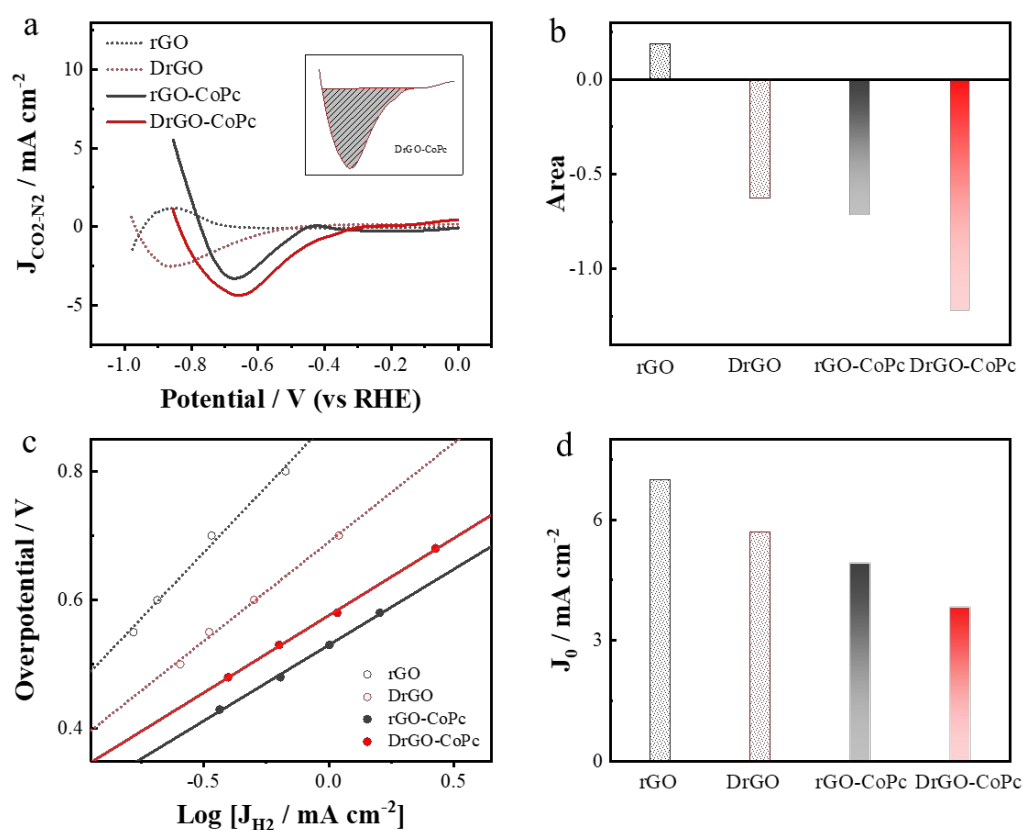 a
rGO
DrGO
rGO-CoPc
DrGO-CoPc
DrGO-CoPc
10
5
0
-5
-1.0 -0.8 -0.6 -0.4 -0.2 0.0
J_CO2-N2 / mA cm⁻²
Potential / V (vs RHE)
b
0.0
-0.5
-1.0
Area
rGO DrGO rGO-CoPc DrGO-CoPc
c
0.8
0.6
0.4
Overpotential / V
rGO
DrGO
rGO-CoPc
DrGO-CoPc
-0.5 0.0 0.5
Log [J_H2 / mA cm⁻²]
d
6
3
0
J_0 / mA cm⁻²
rGO DrGO rGO-CoPc DrGO-CoPc